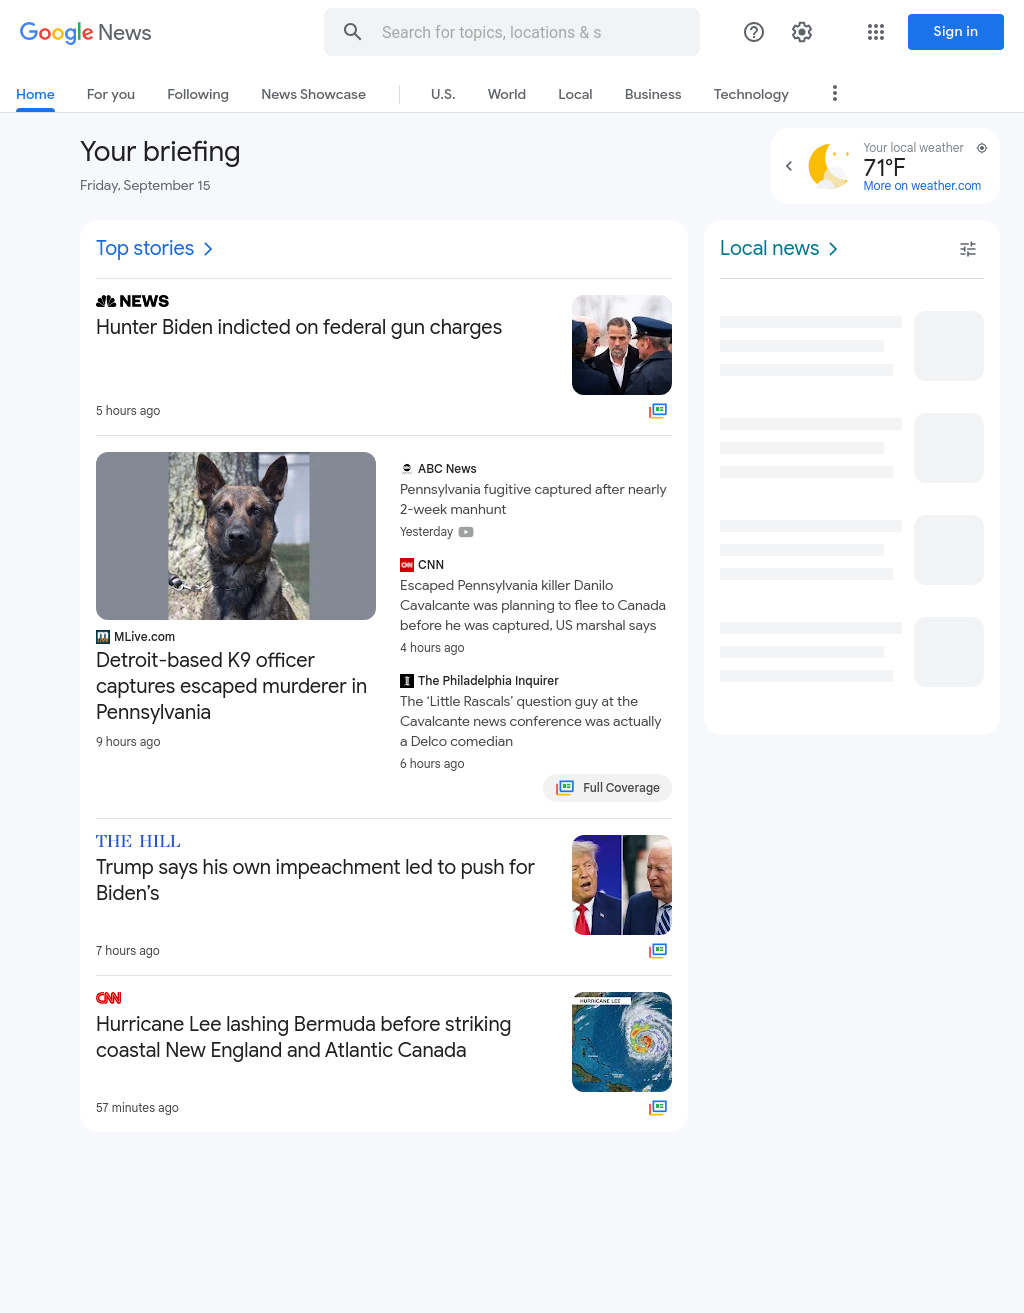 Google News
Search for topics, locations & s
Sign in
Home
For you
Following
News Showcase
U.S.
World
Local
Business
Technology
Your briefing
Friday, September 15
Your local weather
71°F
More on weather.com
Top stories
NEWS
Hunter Biden indicted on federal gun charges
5 hours ago
MLive.com
Detroit-based K9 officer
captures escaped murderer in
Pennsylvania
9 hours ago
ABC News
Pennsylvania fugitive captured after nearly
2-week manhunt
Yesterday
CNN
CNN
Escaped Pennsylvania killer Danilo
Cavalcante was planning to flee to Canada
before he was captured, US marshal says
4 hours ago
The Philadelphia Inquirer
The ‘Little Rascals’ question guy at the
Cavalcante news conference was actually
a Delco comedian
6 hours ago
Full Coverage
THE HILL
Trump says his own impeachment led to push for
Biden’s
7 hours ago
CNN
Hurricane Lee lashing Bermuda before striking
coastal New England and Atlantic Canada
HURRICANE LEE
57 minutes ago
Local news